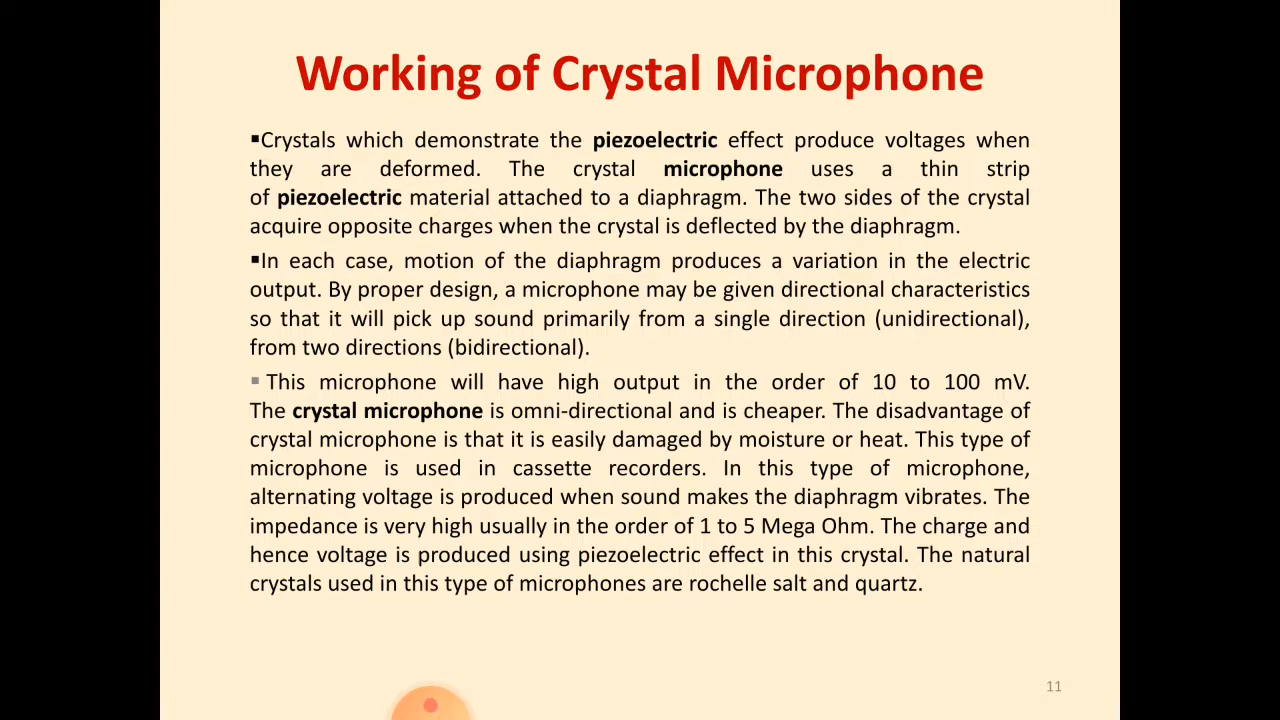 Working of Crystal Microphone
▪Crystals which demonstrate the piezoelectric effect produce voltages when
they are deformed. The crystal microphone uses a thin strip
of piezoelectric material attached to a diaphragm. The two sides of the crystal
acquire opposite charges when the crystal is deflected by the diaphragm.
▪In each case, motion of the diaphragm produces a variation in the electric
output. By proper design, a microphone may be given directional characteristics
so that it will pick up sound primarily from a single direction (unidirectional),
from two directions (bidirectional).
▪ This microphone will have high output in the order of 10 to 100 mV.
The crystal microphone is omni-directional and is cheaper. The disadvantage of
crystal microphone is that it is easily damaged by moisture or heat. This type of
microphone is used in cassette recorders. In this type of microphone,
alternating voltage is produced when sound makes the diaphragm vibrates. The
impedance is very high usually in the order of 1 to 5 Mega Ohm. The charge and
hence voltage is produced using piezoelectric effect in this crystal. The natural
crystals used in this type of microphones are rochelle salt and quartz.
11